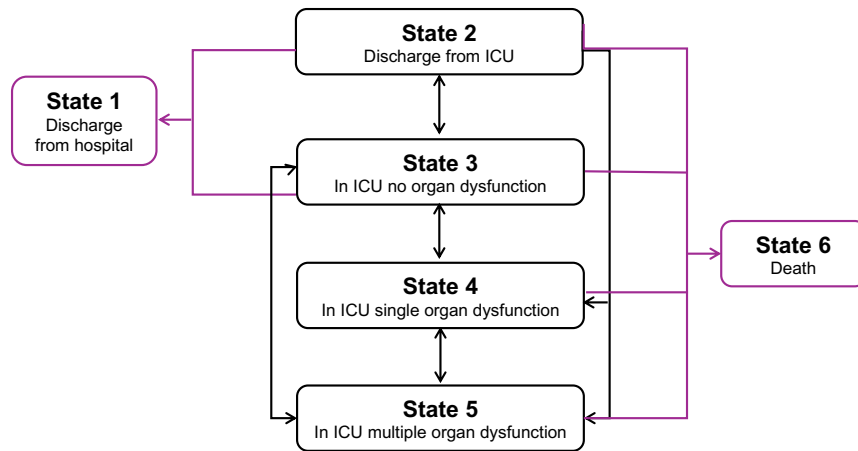 State 2
Discharge from ICU
State 1
Discharge
from hospital
State 3
In ICU no organ dysfunction
State 6
Death
State 4
In ICU single organ dysfunction
State 5
In ICU multiple organ dysfunction